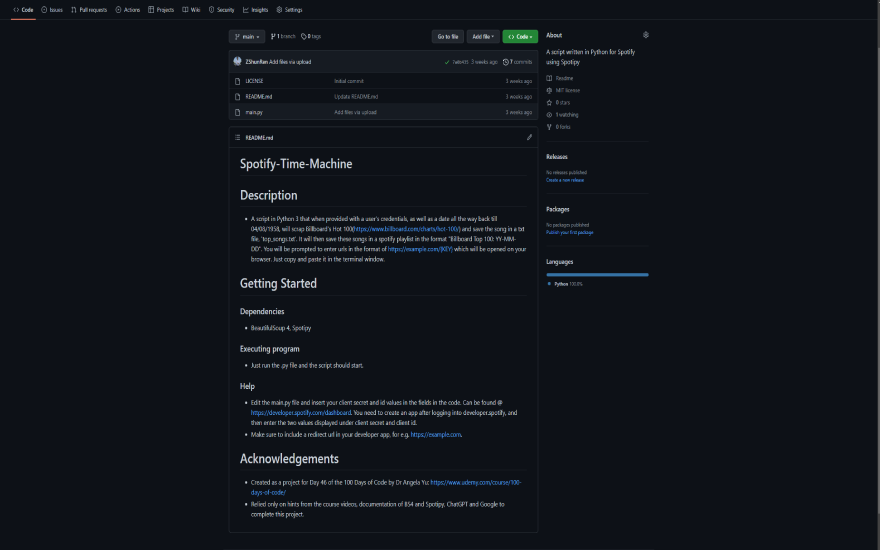 Code Issues Pull requests Actions Projects Wiki Security Insights Settings
main 1 branch 0 tags Go to file Add file Code
ZShunRen Add files via upload 3 weeks ago 7 commits
LICENSE Initial commit 3 weeks ago
README.md Update README.md 3 weeks ago
main.py Add files via upload 3 weeks ago
README.md
Spotify-Time-Machine
Description
A script in Python 3 that when provided with a user's credentials, as well as a date all the way back till
04/08/1958, will scrap Billboard's Hot 100(https://www.billboard.com/charts/hot-100/) and save the song in a txt
file, 'top_songs.txt'. It will then save these songs in a spotify playlist in the format "Billboard Top 100: YY-MM-
DD". You will be prompted to enter urls in the format of https://example.com/(KEY) which will be opened on your
browser. Just copy and paste it in the terminal window.
Getting Started
Dependencies
BeautifulSoup 4, Spotipy
Executing program
Just run the .py file and the script should start.
Help
Edit the main.py file and insert your client secret and id values in the fields in the code. Can be found @
https://developer.spotify.com/dashboard. You need to create an app after logging into developer.spotify, and
then enter the two values displayed under client secret and client id.
Make sure to include a redirect url in your developer app, for e.g. https://example.com.
Acknowledgements
Created as a project for Day 46 of the 100 Days of Code by Dr Angela Yu: https://www.udemy.com/course/100-
days-of-code/
Relied only on hints from the course videos, documentation of BS4 and Spotipy, ChatGPT and Google to
complete this project.
About
A script written in Python for Spotify
using Spotipy
Readme
MIT license
0 stars
1 watching
0 forks
Releases
No releases published
Create a new release
Packages
No packages published
Publish your first package
Languages
Python 100.0%